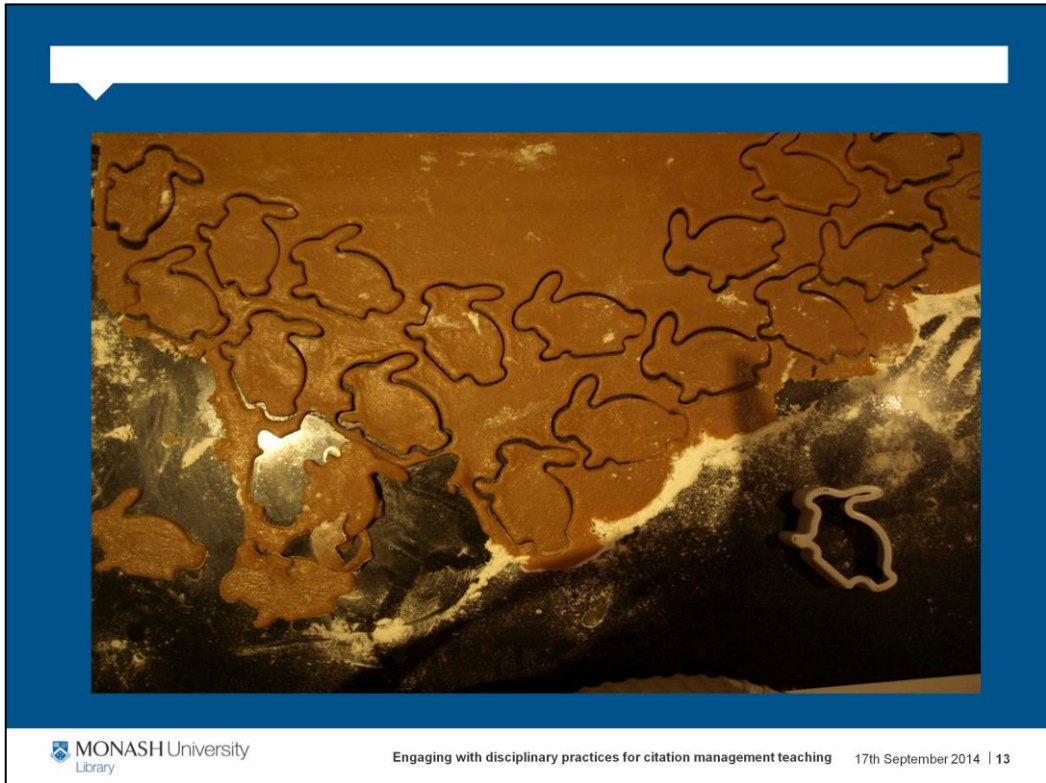 MONASH University
Library
Engaging with disciplinary practices for citation management teaching 17th September 2014 | 13